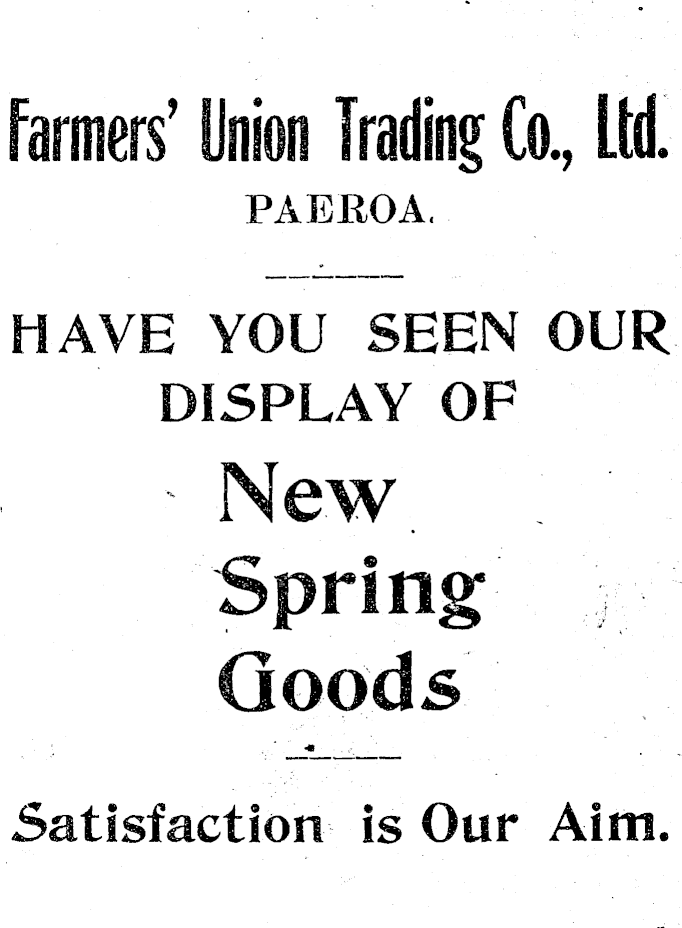 Farmers' Union Trading Co., Ltd.
PAEROA.
HAVE YOU SEEN OUR
DISPLAY OF
New
Spring
Goods
Satisfaction is Our Aim.